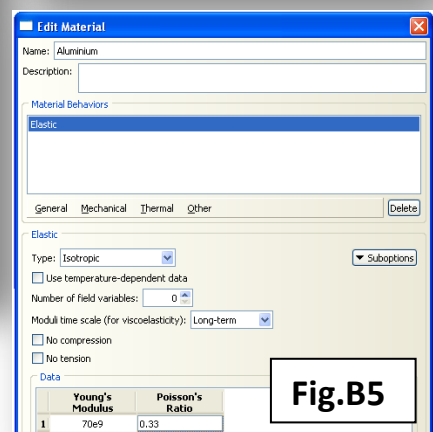 Edit Material
Name: Aluminium
Description:
Material Behaviors
Elastic
General Mechanical Thermal Other Delete
Elastic
Type: Isotropic Suboptions
Use temperature-dependent data
Number of field variables: 0
Moduli time scale (for viscoelasticity): Long-term
No compression
No tension
Data
Young's Modulus Poisson's Ratio
1 70e9 0.33
Fig.B5